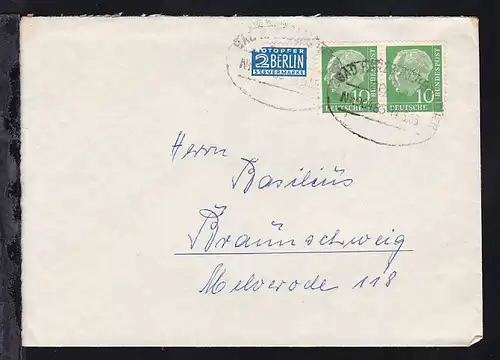 NOTOPFER
2 BERLIN
STEUERMARKE
DEUTSCHE BUNDESPOST
10
DEUTSCHE BUNDESPOST
10
Herrn
Basilius
Braunschweig
Melverode 118